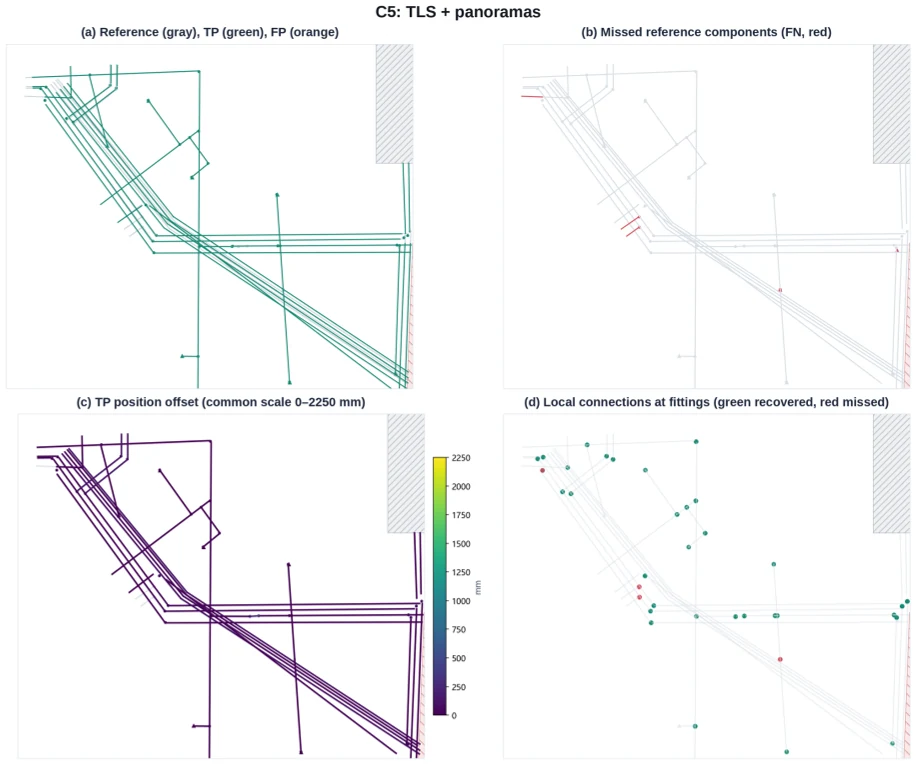 C5: TLS + panoramas
(a) Reference (gray), TP (green), FP (orange)
(b) Missed reference components (FN, red)
(c) TP position offset (common scale 0–2250 mm)
(d) Local connections at fittings (green recovered, red missed)
2250
2000
1750
1500
1250
1000
750
500
250
0
mm